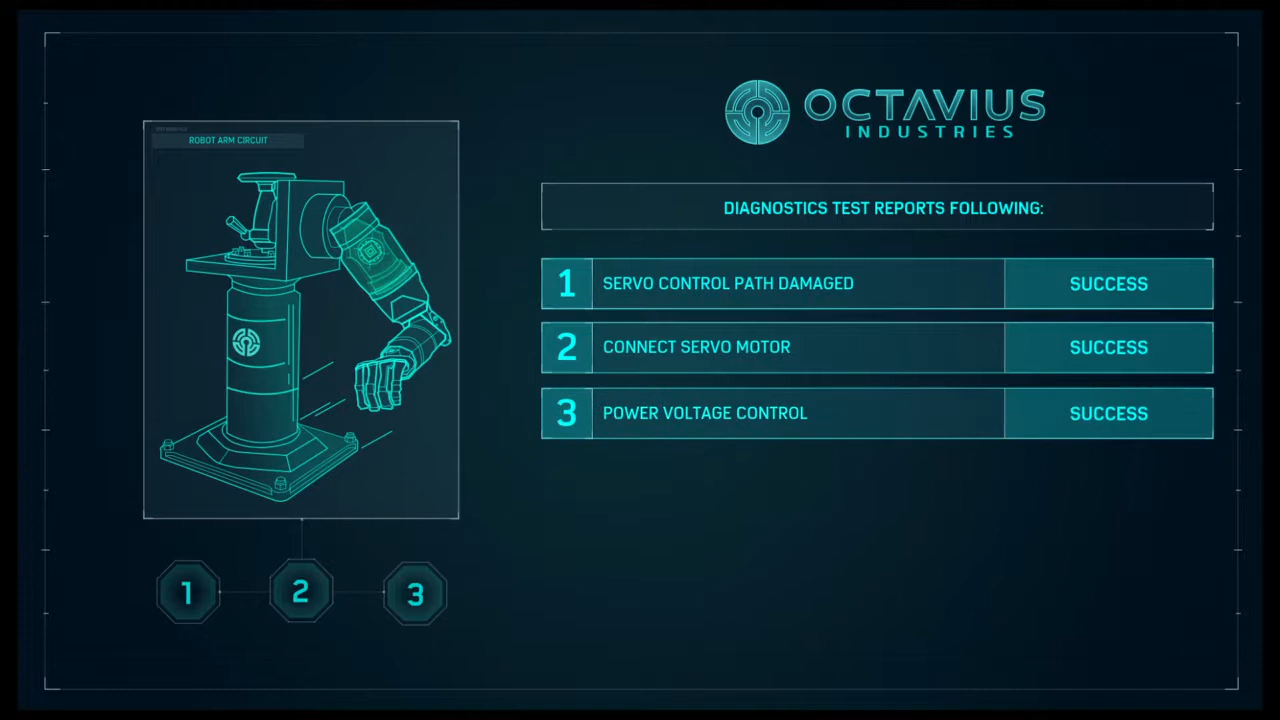 OCTAVIUS
INDUSTRIES
ROBOT ARM CIRCUIT
DIAGNOSTICS TEST REPORTS FOLLOWING:
1 SERVO CONTROL PATH DAMAGED SUCCESS
2 CONNECT SERVO MOTOR SUCCESS
3 POWER VOLTAGE CONTROL SUCCESS
1 2 3